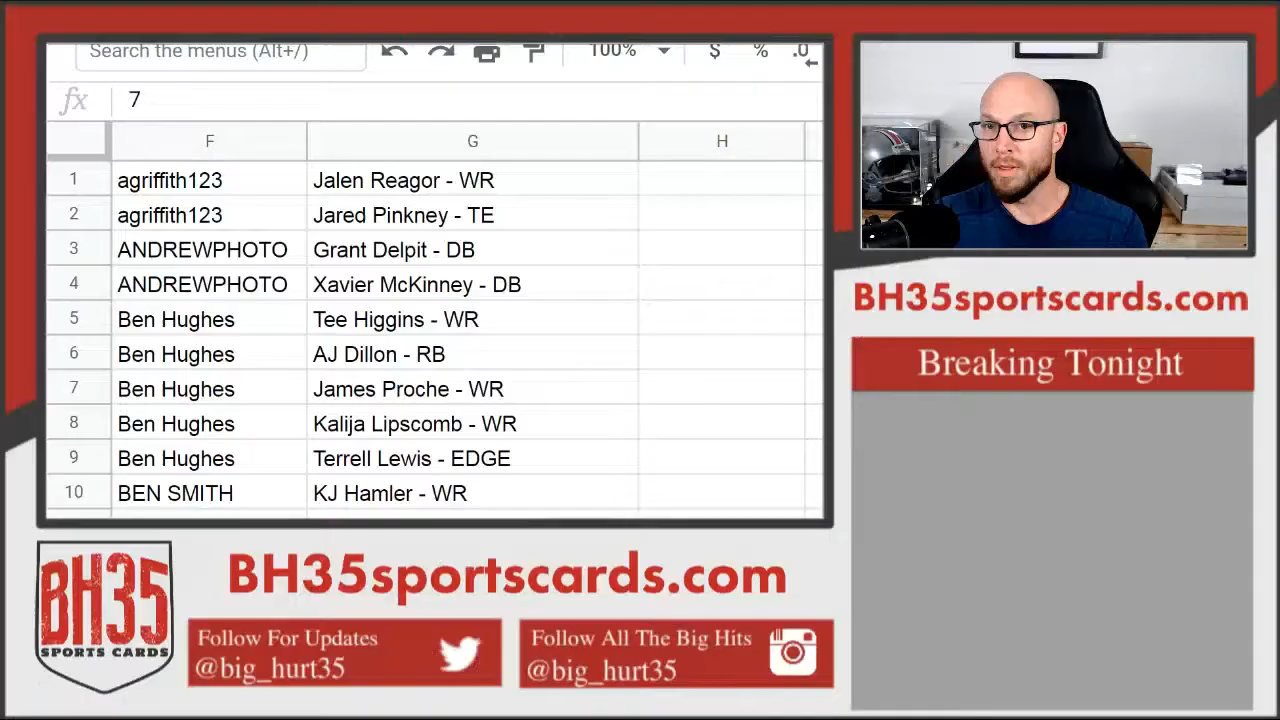 Search the menus (Alt+/)
100%
$
%
.0
fx
7
F
G
H
1
agriffith123
Jalen Reagor - WR
2
agriffith123
Jared Pinkney - TE
3
ANDREWPHOTO
Grant Delpit - DB
4
ANDREWPHOTO
Xavier McKinney - DB
5
Ben Hughes
Tee Higgins - WR
6
Ben Hughes
AJ Dillon - RB
7
Ben Hughes
James Proche - WR
8
Ben Hughes
Kalija Lipscomb - WR
9
Ben Hughes
Terrell Lewis - EDGE
10
BEN SMITH
KJ Hamler - WR
BH35sportscards.com
Breaking Tonight
BH35
SPORTS CARDS
BH35sportscards.com
Follow For Updates
@big_hurt35
Follow All The Big Hits
@big_hurt35